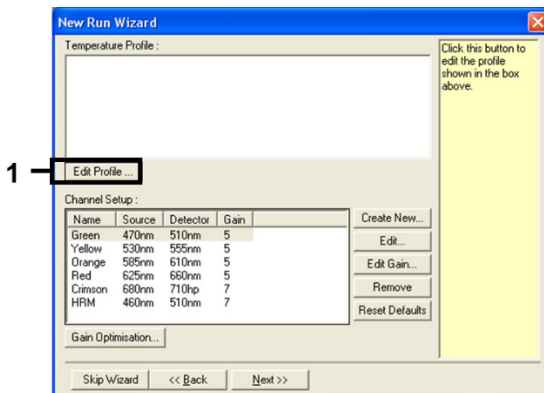 New Run Wizard
Temperature Profile :
Click this button to
edit the profile
shown in the box
above.
1
Edit Profile ...
Channel Setup :
Name Source Detector Gain
Green 470nm 510nm 5
Yellow 530nm 555nm 5
Orange 585nm 610nm 5
Red 625nm 660nm 5
Crimson 680nm 710hp 7
HRM 460nm 510nm 7
Create New...
Edit...
Edit Gain...
Remove
Reset Defaults
Gain Optimisation...
Skip Wizard << Back Next >>